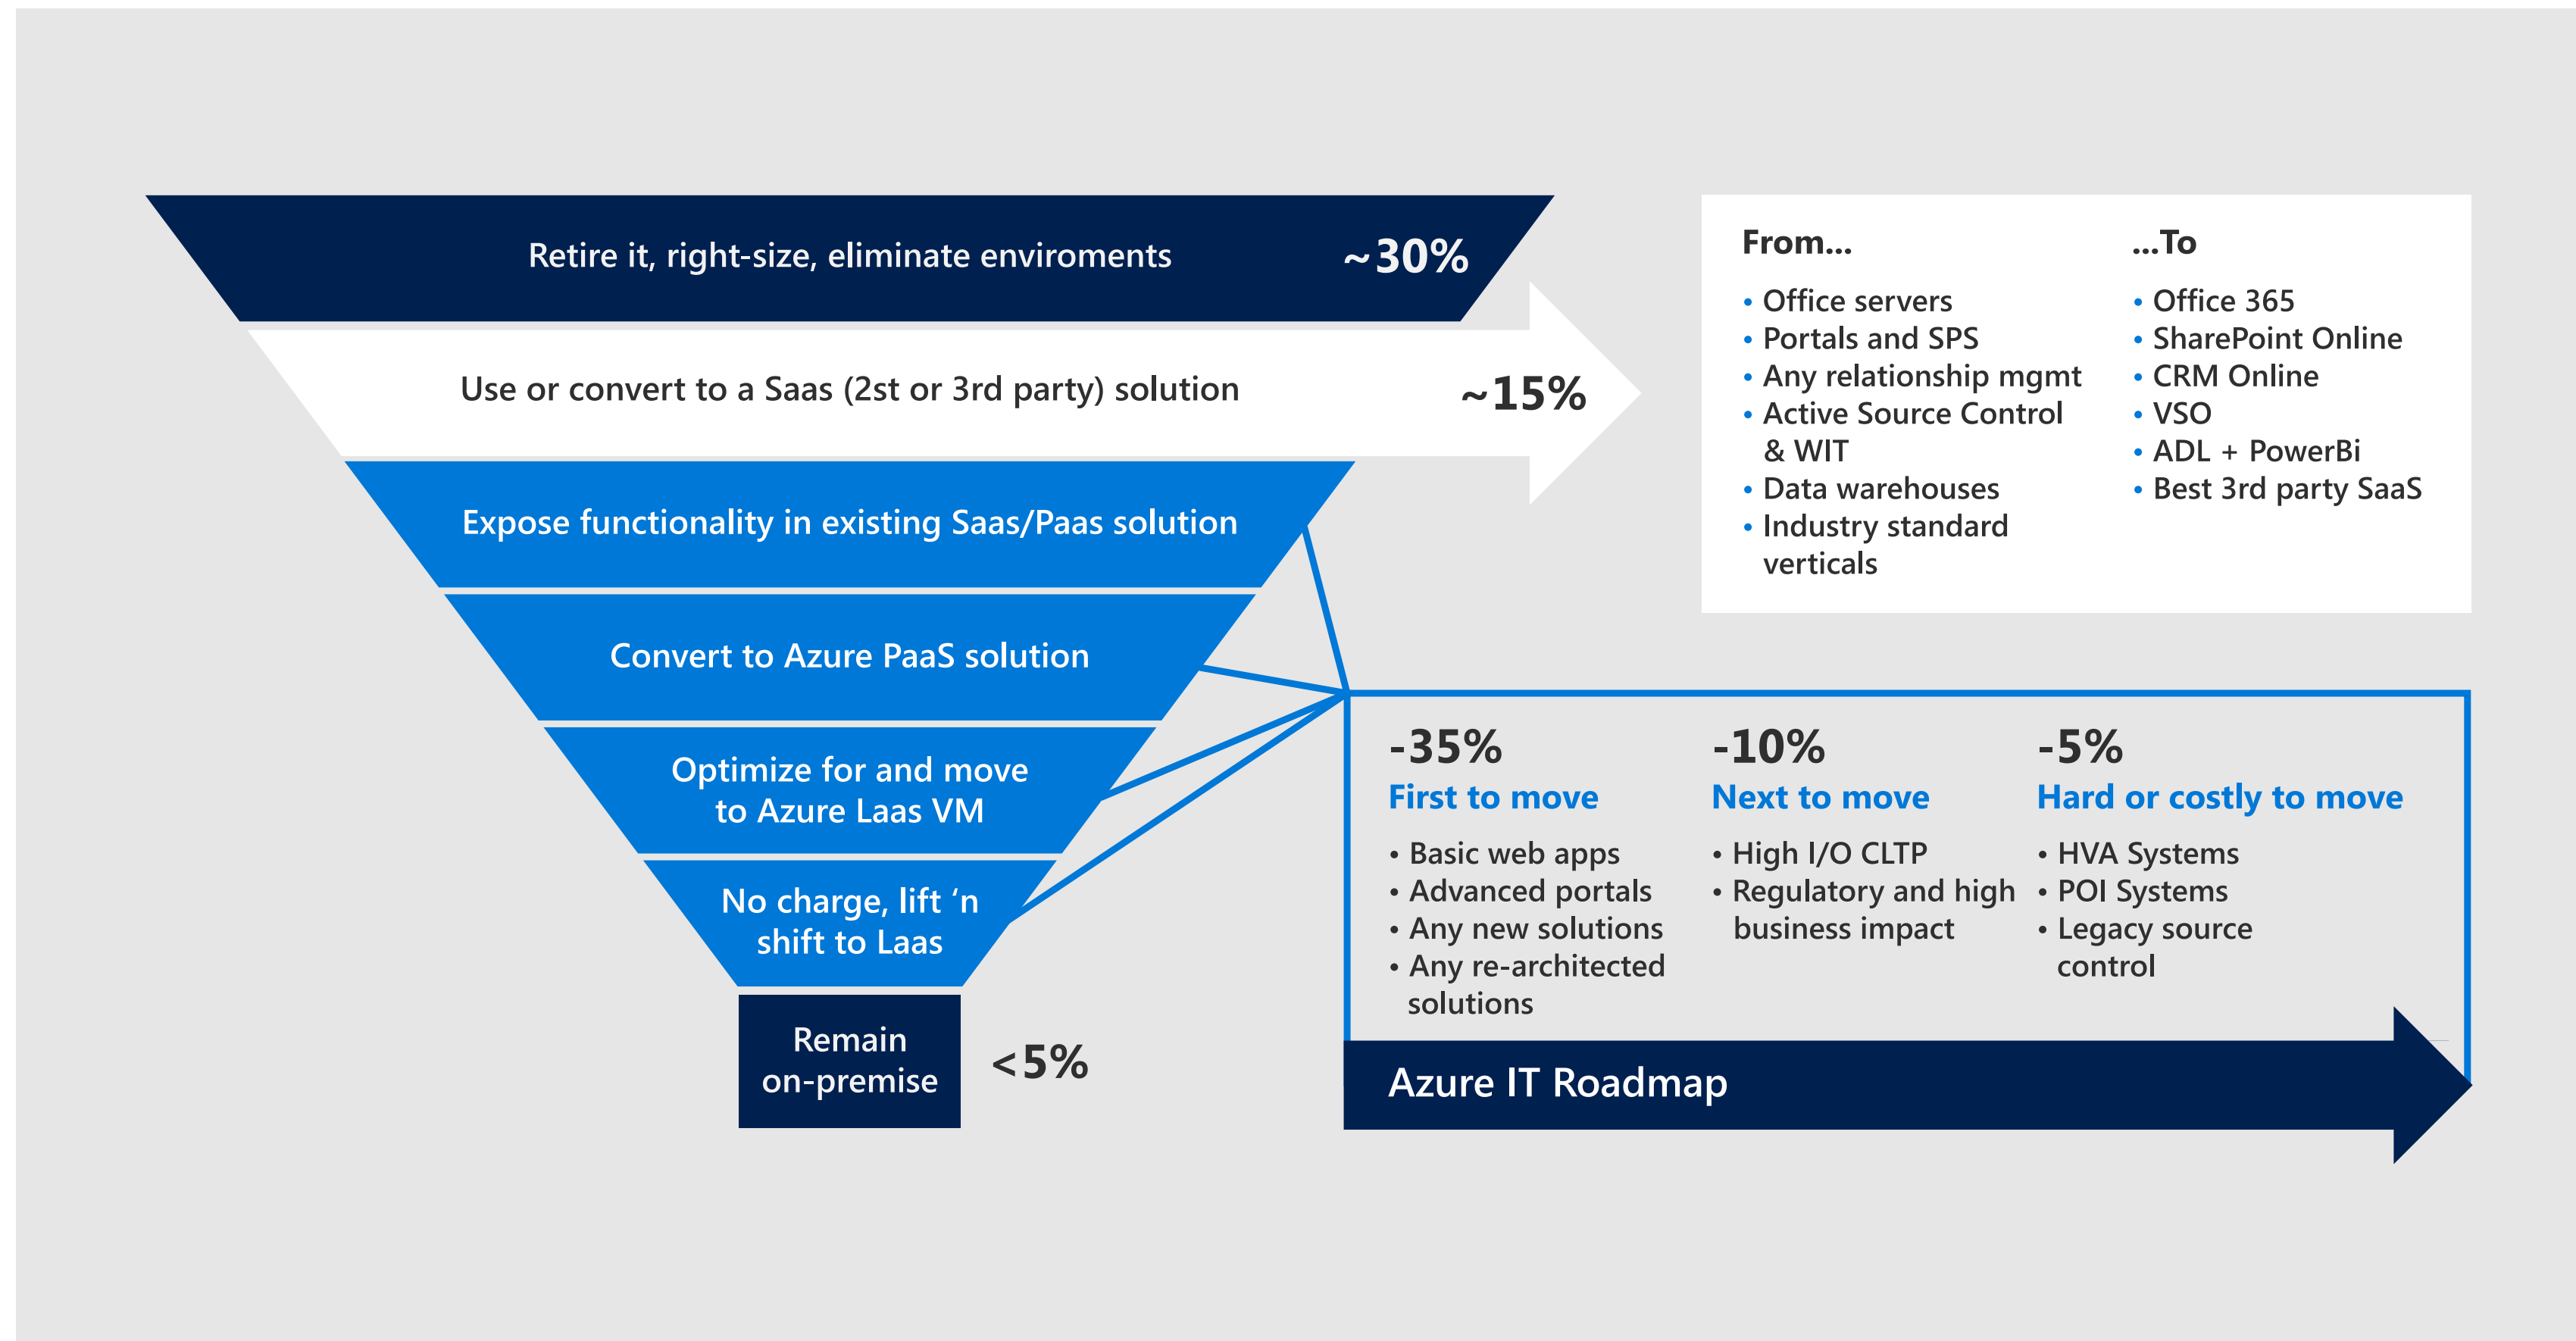 Retire it, right-size, eliminate enviroments
~30%
Use or convert to a Saas (2st or 3rd party) solution
~15%
Expose functionality in existing Saas/Paas solution
Convert to Azure PaaS solution
Optimize for and move
to Azure Laas VM
No charge, lift ‘n
shift to Laas
Remain
on-premise
<5%
From...
• Office servers
• Portals and SPS
• Any relationship mgmt
• Active Source Control
& WIT
• Data warehouses
• Industry standard
verticals
...To
• Office 365
• SharePoint Online
• CRM Online
• VSO
• ADL + PowerBi
• Best 3rd party SaaS
-35%
First to move
• Basic web apps
• Advanced portals
• Any new solutions
• Any re-architected
solutions
-10%
Next to move
• High I/O CLTP
• Regulatory and high
business impact
-5%
Hard or costly to move
• HVA Systems
• POI Systems
• Legacy source
control
Azure IT Roadmap